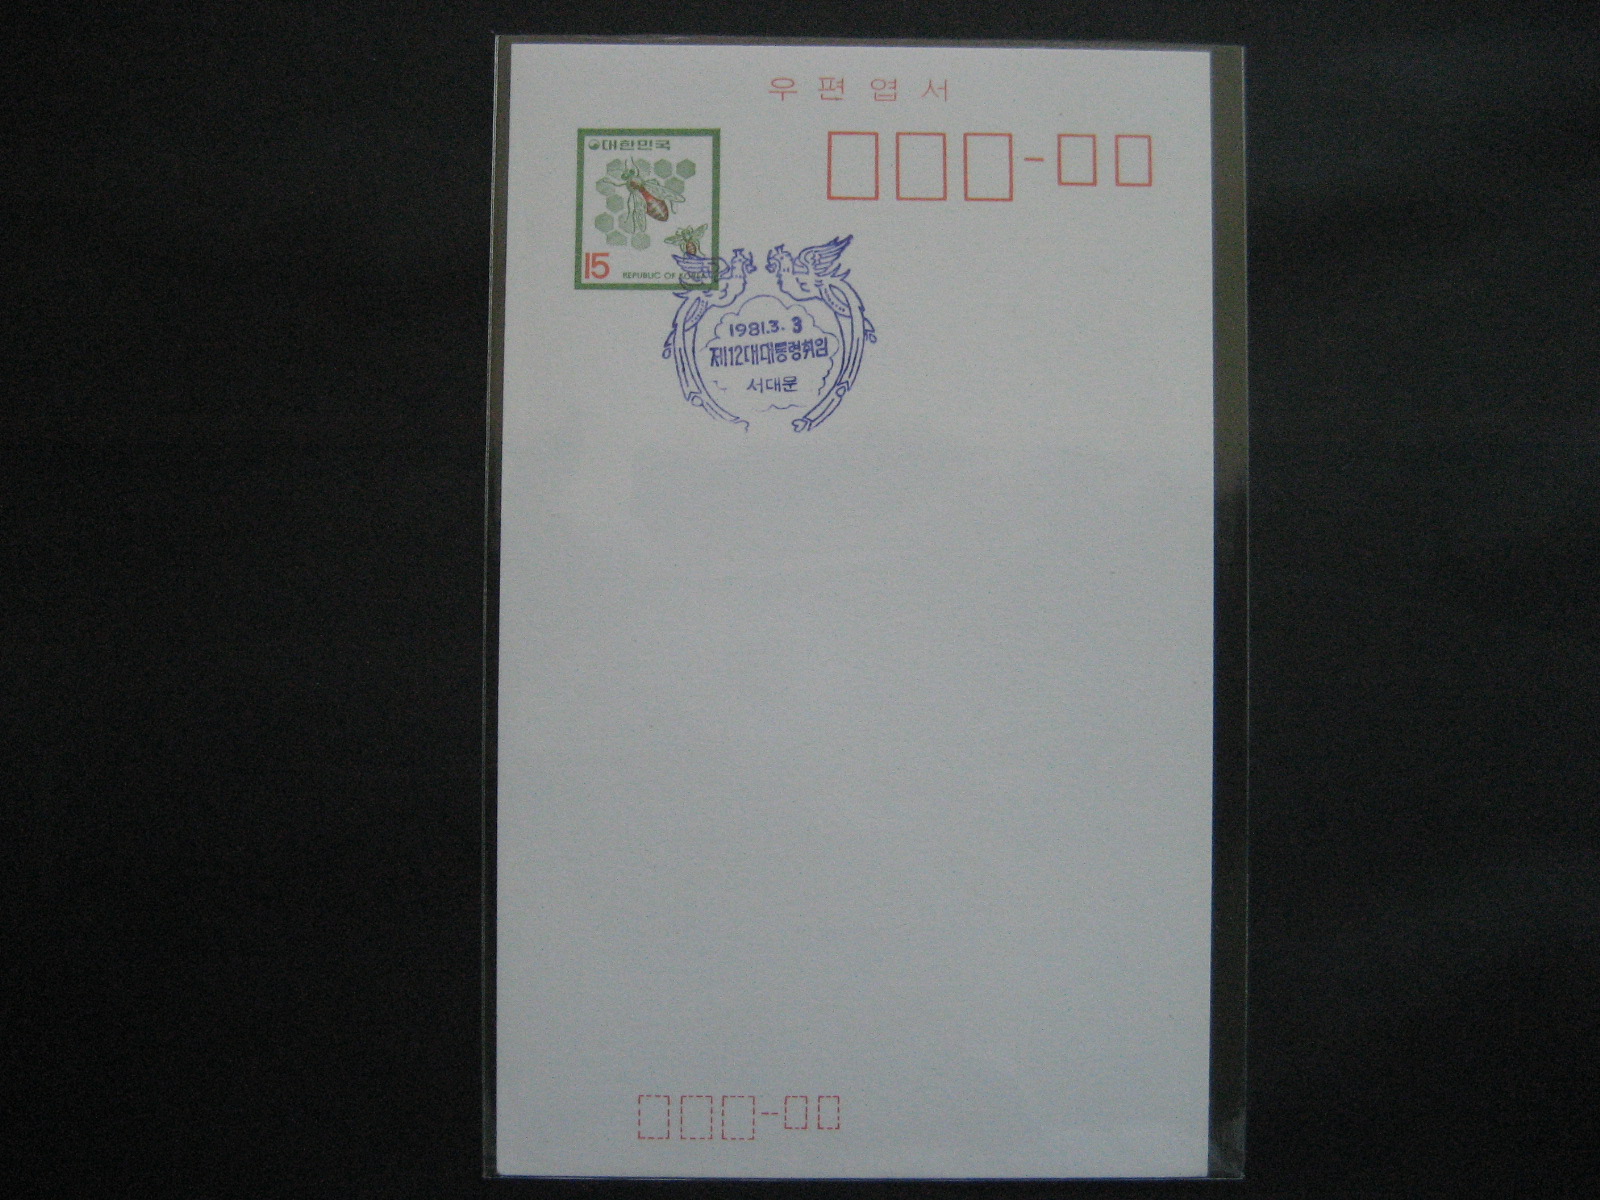 우편엽서
대한민국
15 REPUBLIC OF KOREA
1981.3.3
제12대대통령취임
서대문